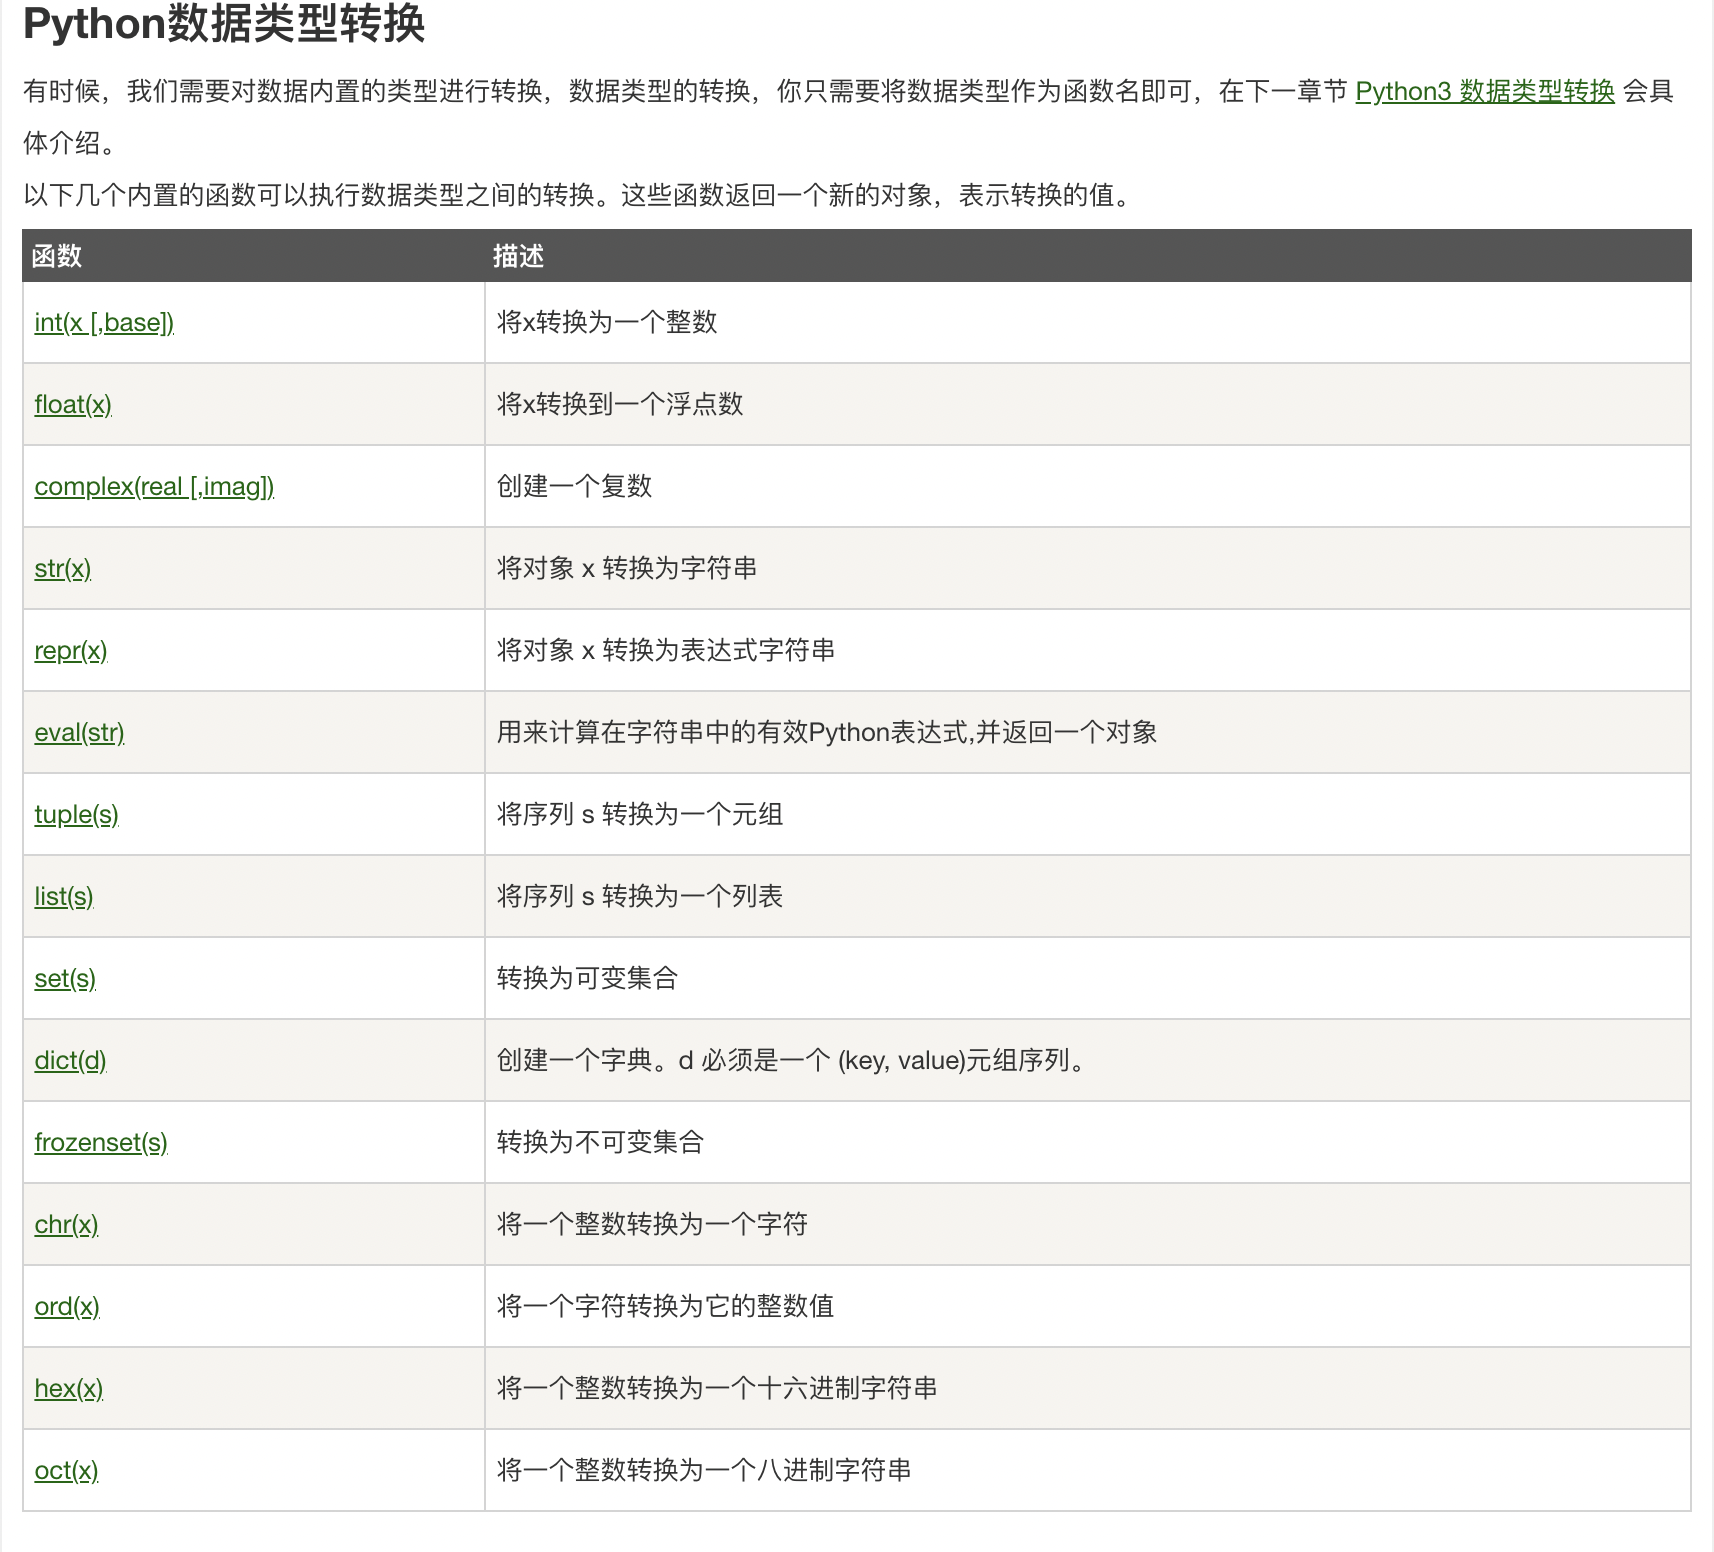 Python数据类型转换
有时候，我们需要对数据内置的类型进行转换，数据类型的转换，你只需要将数据类型作为函数名即可，在下一章节 Python3 数据类型转换 会具
体介绍。
以下几个内置的函数可以执行数据类型之间的转换。这些函数返回一个新的对象，表示转换的值。
函数 描述
int(x [,base]) 将x转换为一个整数
float(x) 将x转换到一个浮点数
complex(real [,imag]) 创建一个复数
str(x) 将对象 x 转换为字符串
repr(x) 将对象 x 转换为表达式字符串
eval(str) 用来计算在字符串中的有效Python表达式,并返回一个对象
tuple(s) 将序列 s 转换为一个元组
list(s) 将序列 s 转换为一个列表
set(s) 转换为可变集合
dict(d) 创建一个字典。d 必须是一个 (key, value)元组序列。
frozenset(s) 转换为不可变集合
chr(x) 将一个整数转换为一个字符
ord(x) 将一个字符转换为它的整数值
hex(x) 将一个整数转换为一个十六进制字符串
oct(x) 将一个整数转换为一个八进制字符串